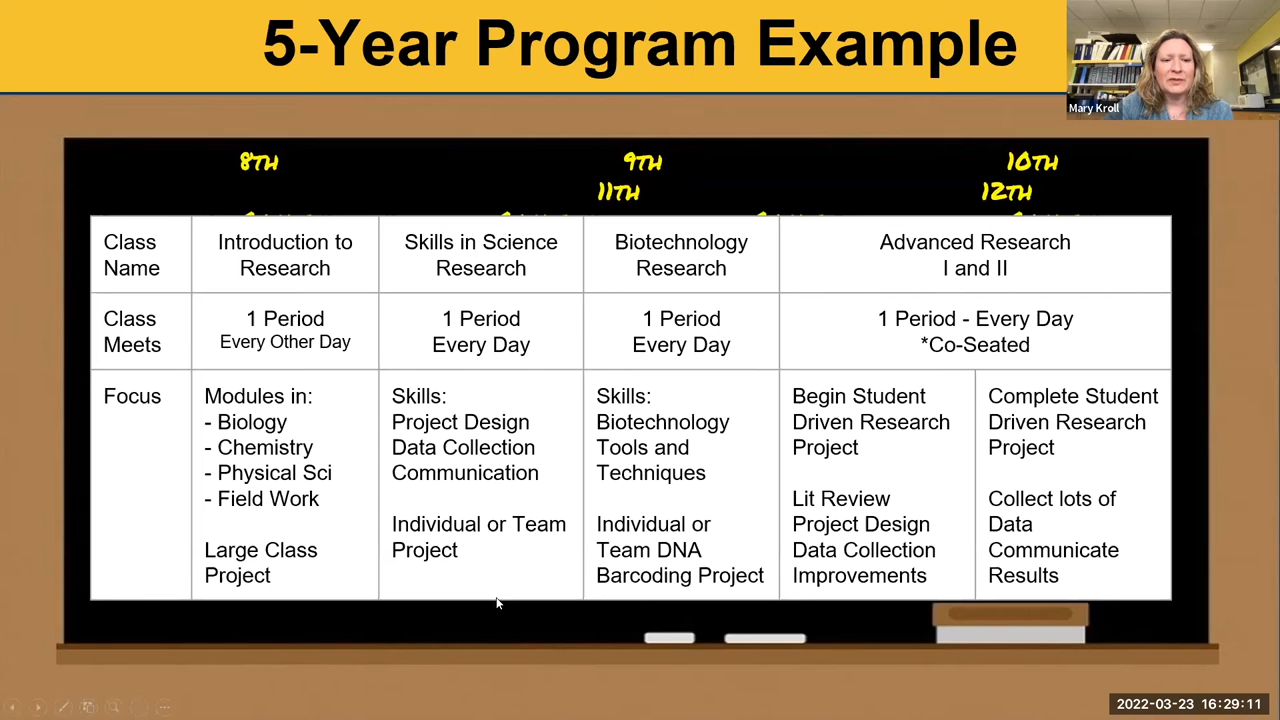 5-Year Program Example
Mary Kroll
8TH 9TH 10TH
11TH 12TH
Class Name
Introduction to Research
Skills in Science Research
Biotechnology Research
Advanced Research
I and II
Class Meets
1 Period
Every Other Day
1 Period
Every Day
1 Period
Every Day
1 Period - Every Day
*Co-Seated
Focus
Modules in:
- Biology
- Chemistry
- Physical Sci
- Field Work
Large Class
Project
Skills:
Project Design
Data Collection
Communication
Individual or Team
Project
Skills:
Biotechnology
Tools and
Techniques
Individual or
Team DNA
Barcoding Project
Begin Student
Driven Research
Project
Lit Review
Project Design
Data Collection
Improvements
Complete Student
Driven Research
Project
Collect lots of
Data
Communicate
Results
2022-03-23 16:29:11